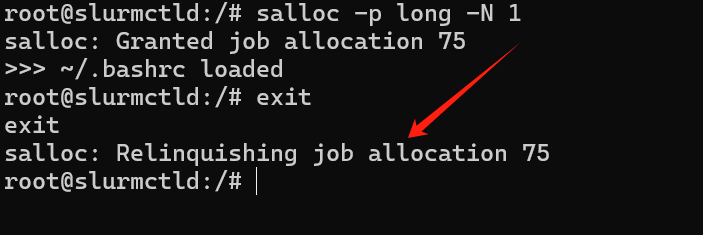 root@slurmctld:/# salloc -p long -N 1
salloc: Granted job allocation 75
>>> ~/.bashrc loaded
root@slurmctld:/# exit
exit
salloc: Relinquishing job allocation 75
root@slurmctld:/#